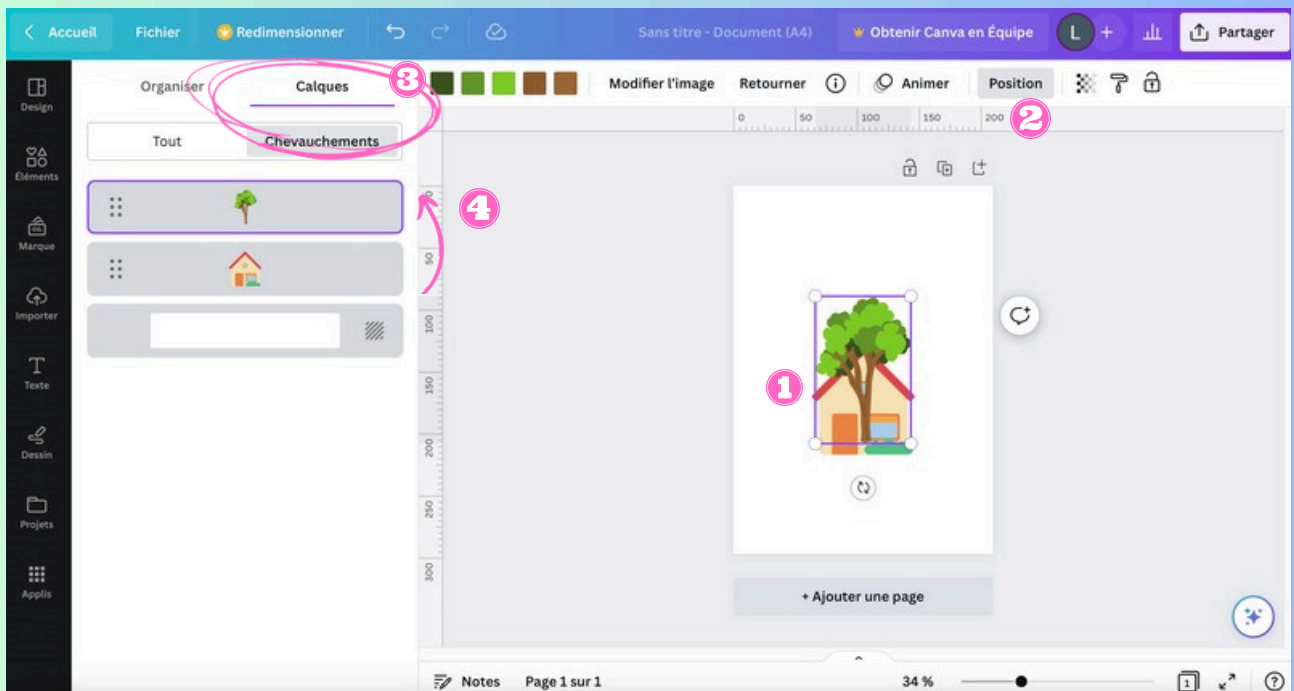 Accueil Fichier Redimensionner Sans titre - Document (A4) Obtenir Canva en Équipe L + Partager
Organiser Calques 3 Modifier l'image Retourner Animer Position
2
0 50 100 150 200
Tout Chevauchements
Design
Éléments
Marque
Importer
Texte
Dessin
Projets
Applis
4
0
50
100
150
200
250
300
1
+ Ajouter une page
Notes Page 1 sur 1 34 % 1 ?